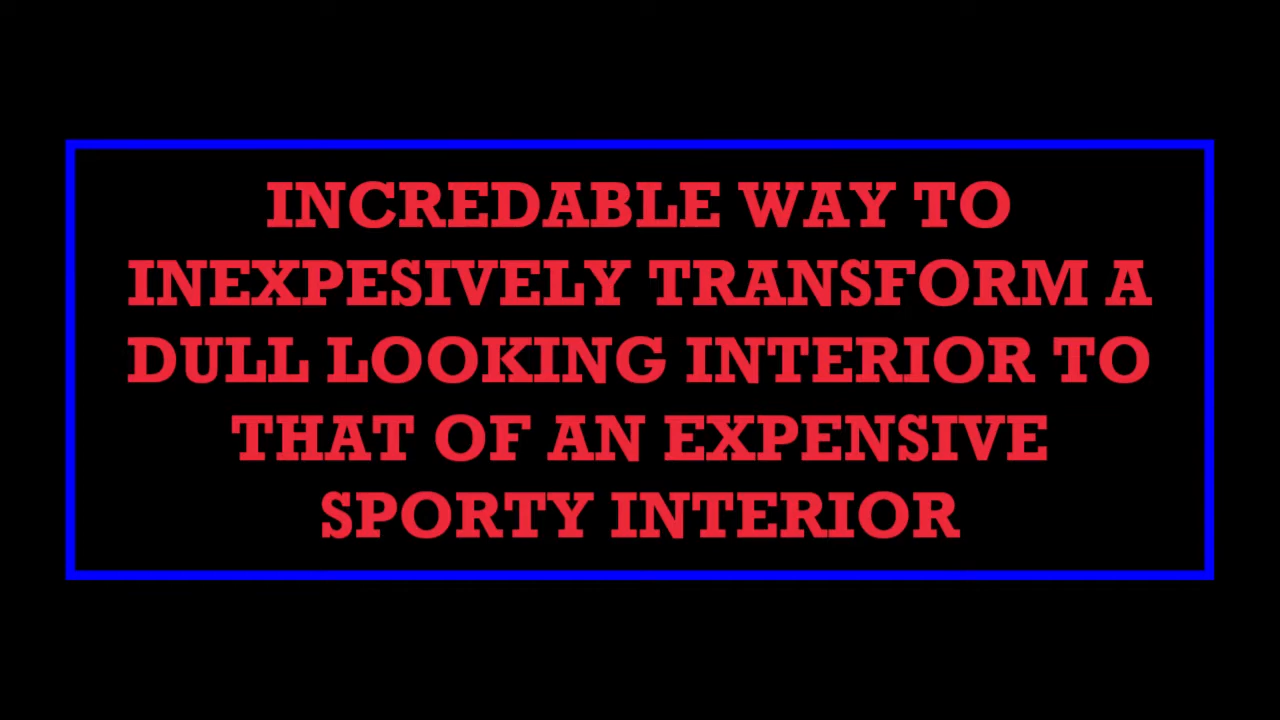 INCREDABLE WAY TO
INEXPESIVELY TRANSFORM A
DULL LOOKING INTERIOR TO
THAT OF AN EXPENSIVE
SPORTY INTERIOR